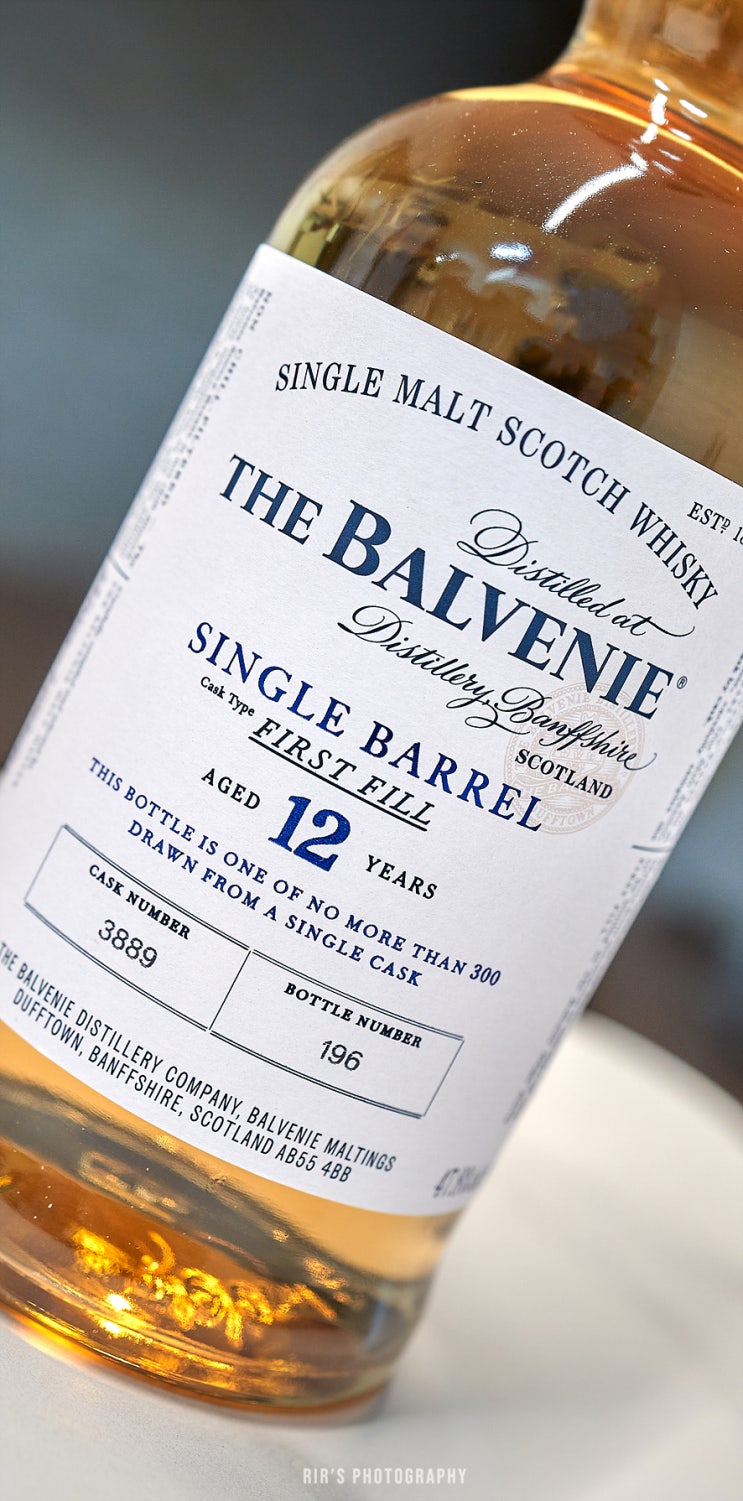 SINGLE MALT SCOTCH WHISKY
ESTᴰ
Distilled at
THE BALVENIE®
Distillery, Banffshire
SCOTLAND
SINGLE BARREL
Cask Type
FIRST FILL
AGED 12 YEARS
THIS BOTTLE IS ONE OF NO MORE THAN 300
DRAWN FROM A SINGLE CASK
CASK NUMBER
3889
BOTTLE NUMBER
196
THE BALVENIE DISTILLERY COMPANY, BALVENIE MALTINGS
DUFFTOWN, BANFFSHIRE, SCOTLAND AB55 4BB
RIR'S PHOTOGRAPHY